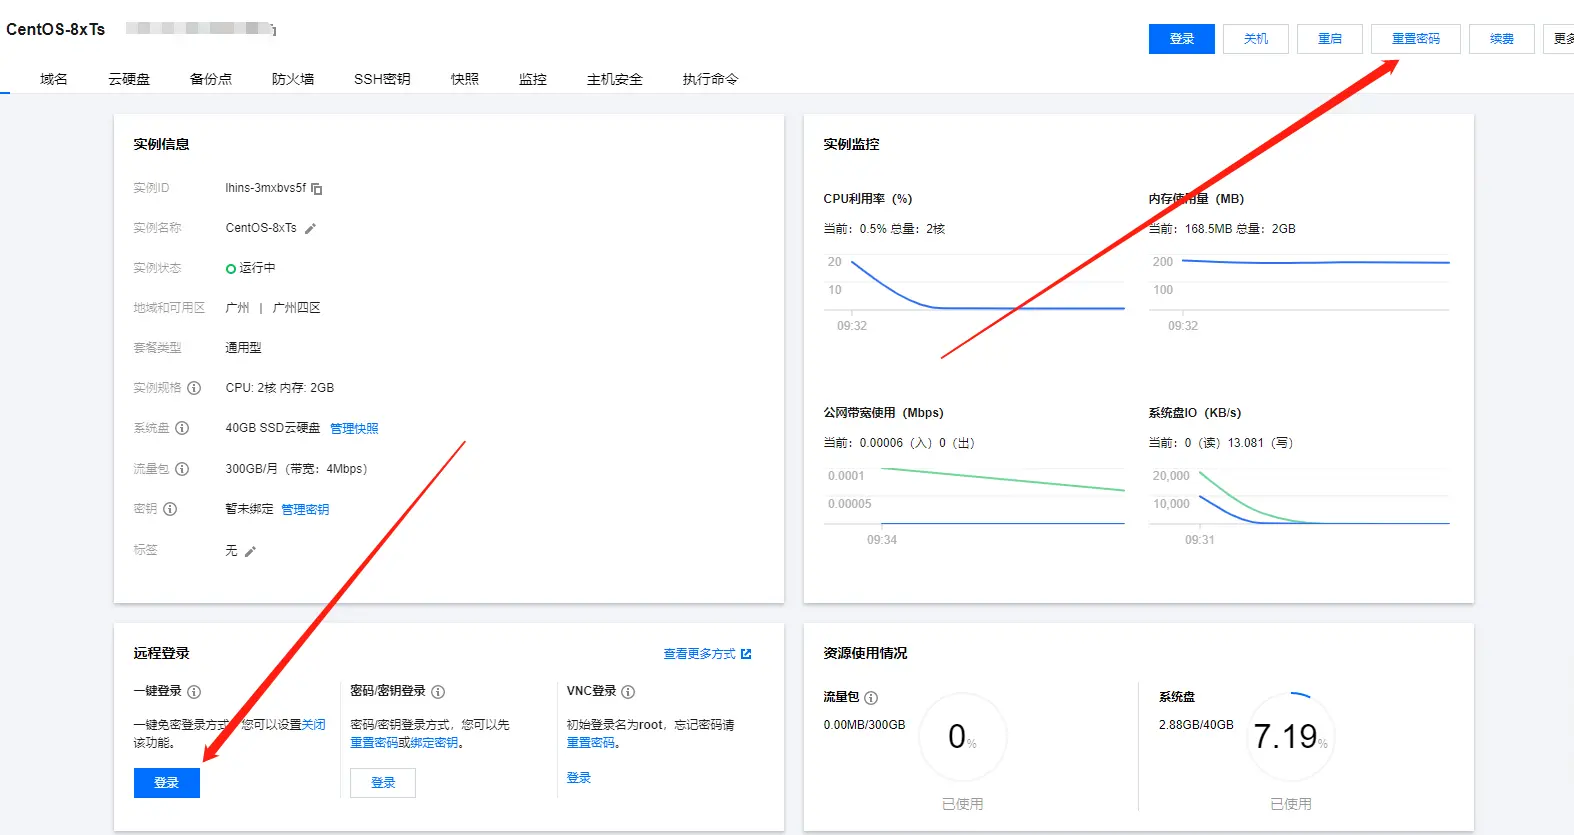 CentOS-8xTs
登录 关机 重启 重置密码 续费 更多
域名 云硬盘 备份点 防火墙 SSH密钥 快照 监控 主机安全 执行命令
实例信息
实例ID lhins-3mxbvs5f
实例名称 CentOS-8xTs
实例状态 运行中
地域和可用区 广州 | 广州四区
套餐类型 通用型
实例规格 CPU: 2核 内存: 2GB
系统盘 40GB SSD云硬盘 管理快照
流量包 300GB/月（带宽：4Mbps）
密钥 暂未绑定 管理密钥
标签 无
实例监控
CPU利用率（%）
当前：0.5% 总量：2核
20
10
09:32
内存使用量（MB）
当前：168.5MB 总量：2GB
200
100
09:32
公网带宽使用（Mbps）
当前：0.00006（入）0（出）
0.0001
0.00005
09:34
系统盘IO（KB/s）
当前：0（读）13.081（写）
20,000
10,000
09:31
远程登录 查看更多方式
一键登录
一键免密登录方式，您可以设置关闭
该功能。
登录
密码/密钥登录
密码/密钥登录方式，您可以先
重置密码或绑定密钥。
登录
VNC登录
初始登录名为root，忘记密码请
重置密码。
登录
资源使用情况
流量包
0.00MB/300GB
0%
已使用
系统盘
2.88GB/40GB
7.19%
已使用